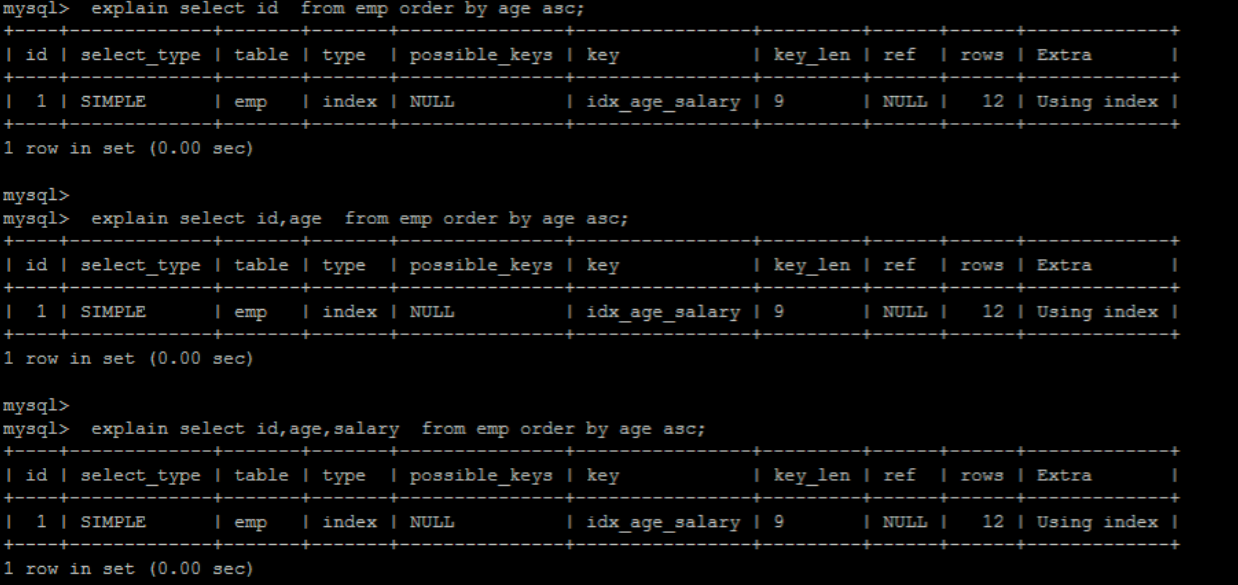 mysql>  explain select id  from emp order by age asc;
+----+-------------+-------+-------+---------------+----------------+---------+------+------+-------------+
| id | select_type | table | type  | possible_keys | key            | key_len | ref  | rows | Extra       |
+----+-------------+-------+-------+---------------+----------------+---------+------+------+-------------+
|  1 | SIMPLE      | emp   | index | NULL          | idx_age_salary | 9       | NULL |   12 | Using index |
+----+-------------+-------+-------+---------------+----------------+---------+------+------+-------------+
1 row in set (0.00 sec)
mysql>
mysql>  explain select id,age  from emp order by age asc;
+----+-------------+-------+-------+---------------+----------------+---------+------+------+-------------+
| id | select_type | table | type  | possible_keys | key            | key_len | ref  | rows | Extra       |
+----+-------------+-------+-------+---------------+----------------+---------+------+------+-------------+
|  1 | SIMPLE      | emp   | index | NULL          | idx_age_salary | 9       | NULL |   12 | Using index |
+----+-------------+-------+-------+---------------+----------------+---------+------+------+-------------+
1 row in set (0.00 sec)
mysql>
mysql>  explain select id,age,salary  from emp order by age asc;
+----+-------------+-------+-------+---------------+----------------+---------+------+------+-------------+
| id | select_type | table | type  | possible_keys | key            | key_len | ref  | rows | Extra       |
+----+-------------+-------+-------+---------------+----------------+---------+------+------+-------------+
|  1 | SIMPLE      | emp   | index | NULL          | idx_age_salary | 9       | NULL |   12 | Using index |
+----+-------------+-------+-------+---------------+----------------+---------+------+------+-------------+
1 row in set (0.00 sec)